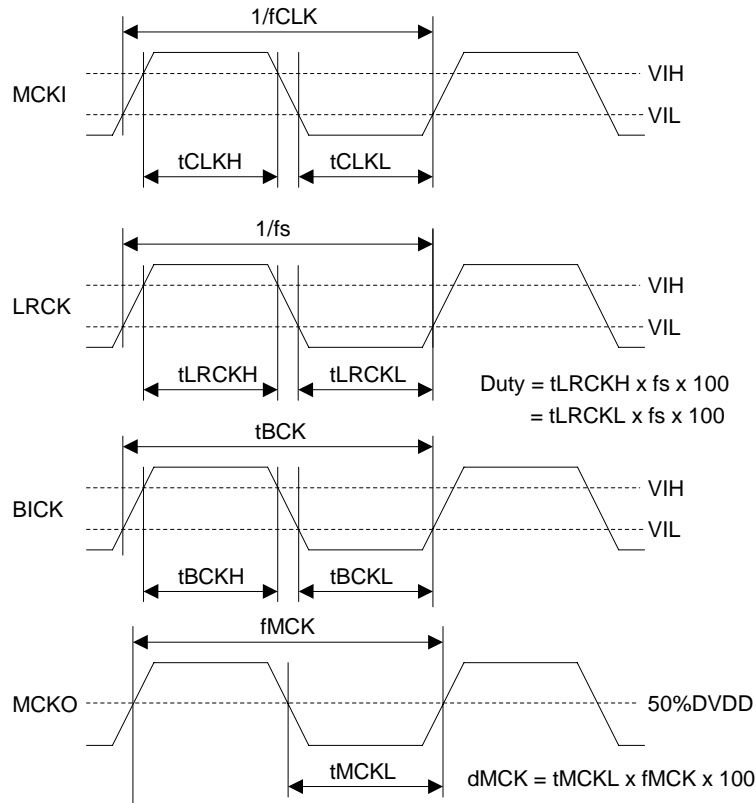 1/fCLK
MCKI
VIH
VIL
tCLKH
tCLKL
1/fs
LRCK
VIH
VIL
tLRCKH
tLRCKL
Duty = tLRCKH x fs x 100
= tLRCKL x fs x 100
tBCK
BICK
VIH
VIL
tBCKH
tBCKL
fMCK
MCKO
50%DVDD
tMCKL
dMCK = tMCKL x fMCK x 100